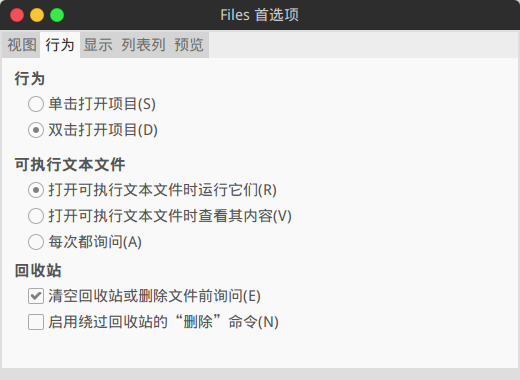 Files 首选项
视图 行为 显示 列表列 预览
行为
单击打开项目(S)
双击打开项目(D)
可执行文本文件
打开可执行文本文件时运行它们(R)
打开可执行文本文件时查看其内容(V)
每次都询问(A)
回收站
清空回收站或删除文件前询问(E)
启用绕过回收站的“删除”命令(N)